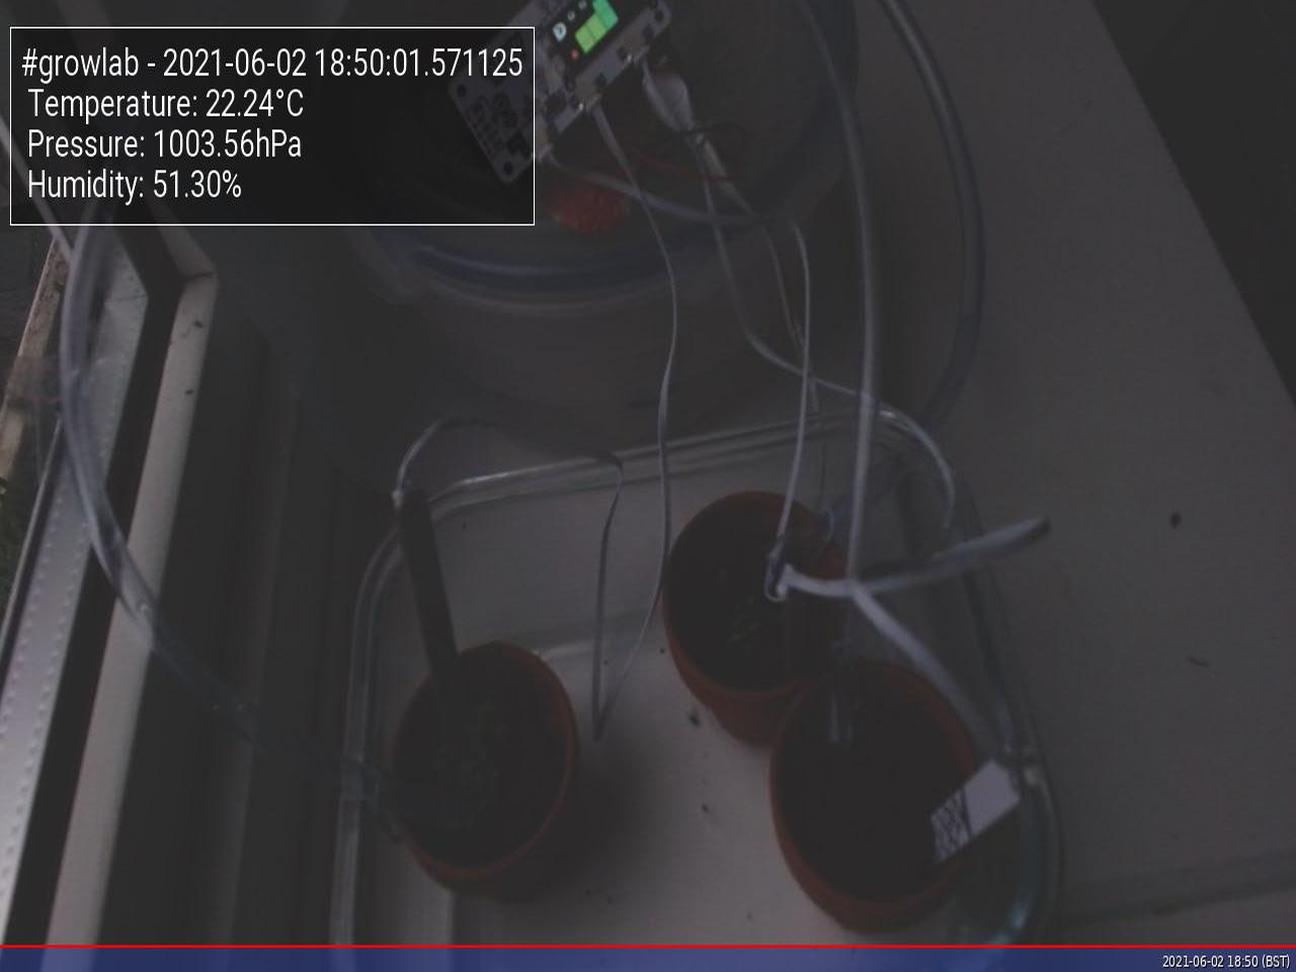 #growlab - 2021-06-02 18:50:01.571125
Temperature: 22.24°C
Pressure: 1003.56hPa
Humidity: 51.30%
2021-06-02 18:50 (BST)